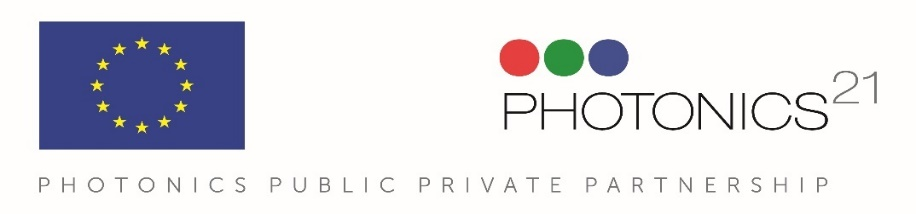 PHOTONICS²¹
PHOTONICS PUBLIC PRIVATE PARTNERSHIP